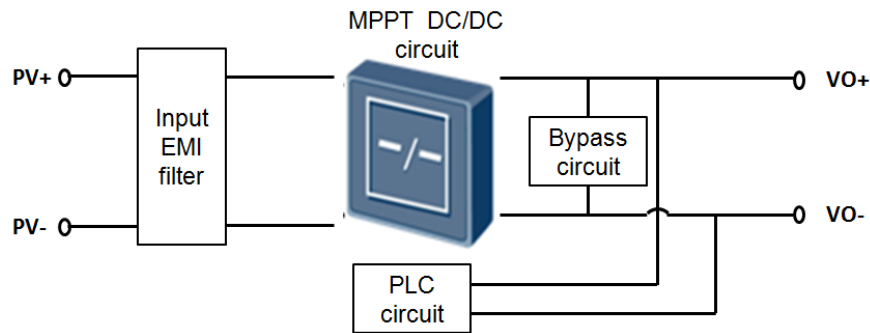 MPPT  DC/DC
circuit
PV+
VO+
Input
EMI
filter
Bypass
circuit
PV-
VO-
PLC
circuit